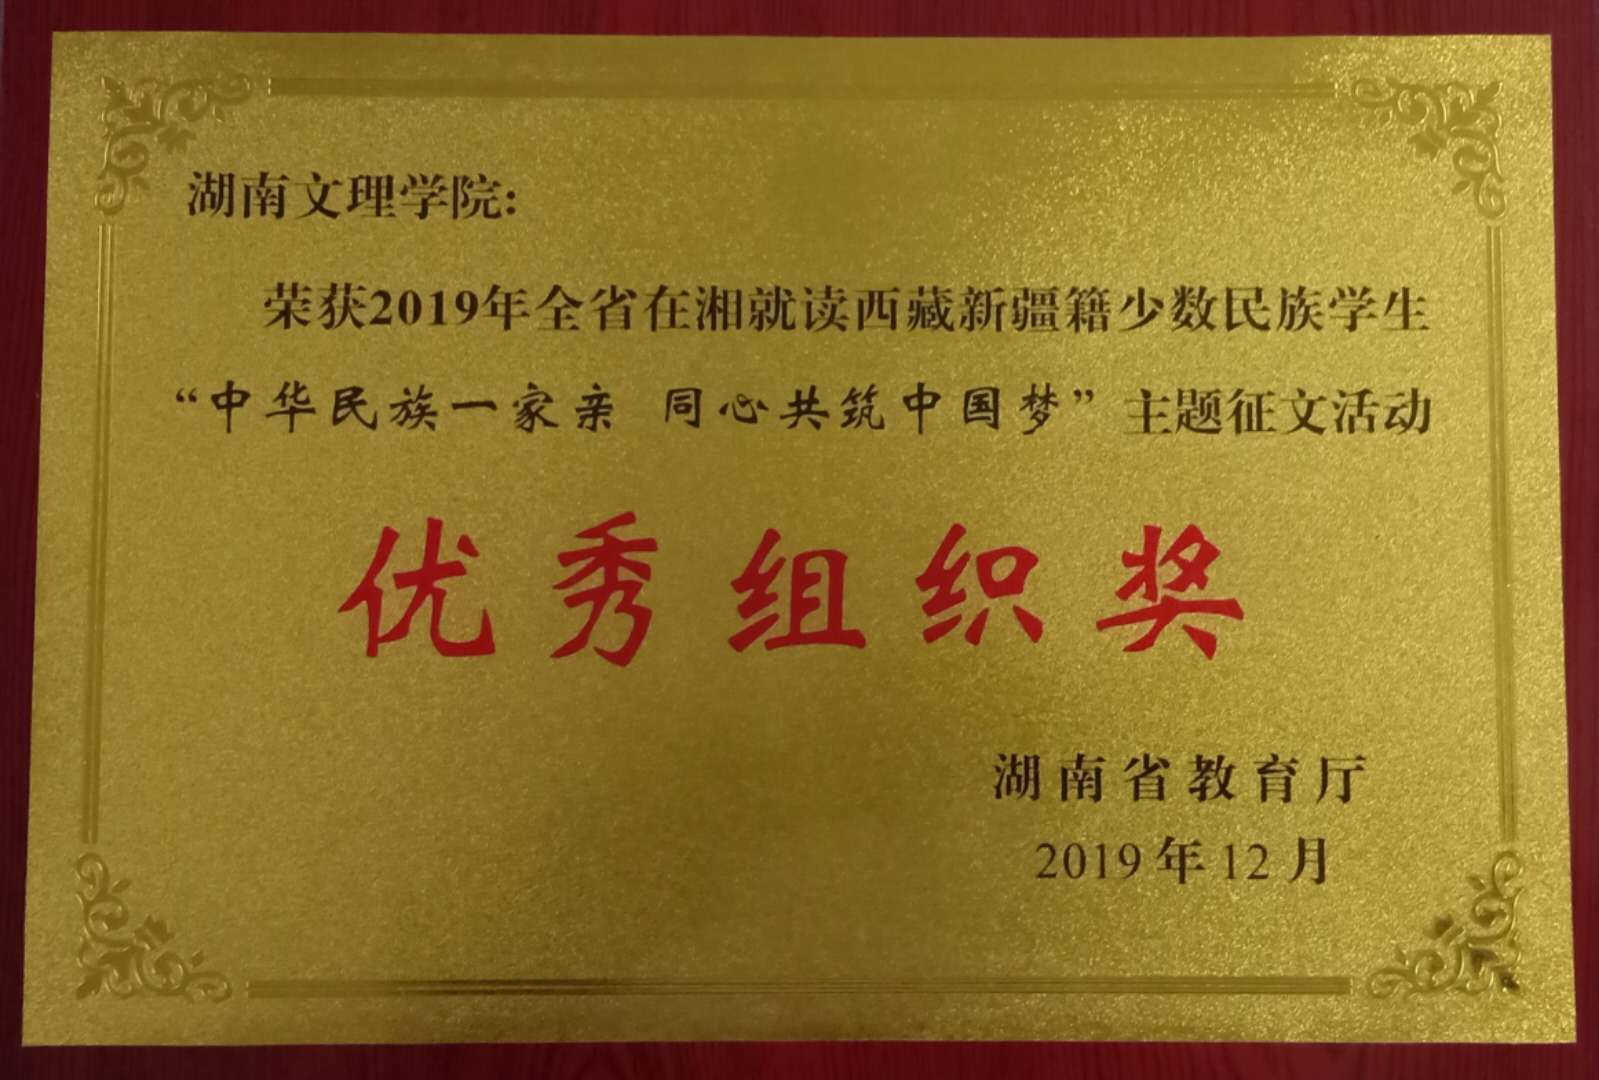 湖南文理学院:
荣获2019年全省在湘就读西藏新疆籍少数民族学生
“中华民族一家亲 同心共筑中国梦”主题征文活动
优秀组织奖
湖南省教育厅
2019年12月